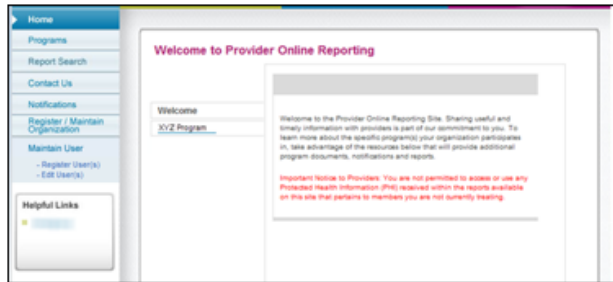 Home
Programs
Report Search
Contact Us
Notifications
Register / Maintain
Organization
Maintain User
- Register User(s)
- Edit User(s)
Helpful Links
Welcome to Provider Online Reporting
Welcome
XYZ Program
Welcome to the Provider Online Reporting Site. Sharing useful and
timely information with providers is part of our commitment to you. To
learn more about the specific program(s) your organization participates
in, take advantage of the resources below that will provide additional
program documents, notifications and reports.
Important Notice to Providers: You are not permitted to access or use any
Protected Health Information (PHI) received within the reports available
on this site that pertains to members you are not currently treating.